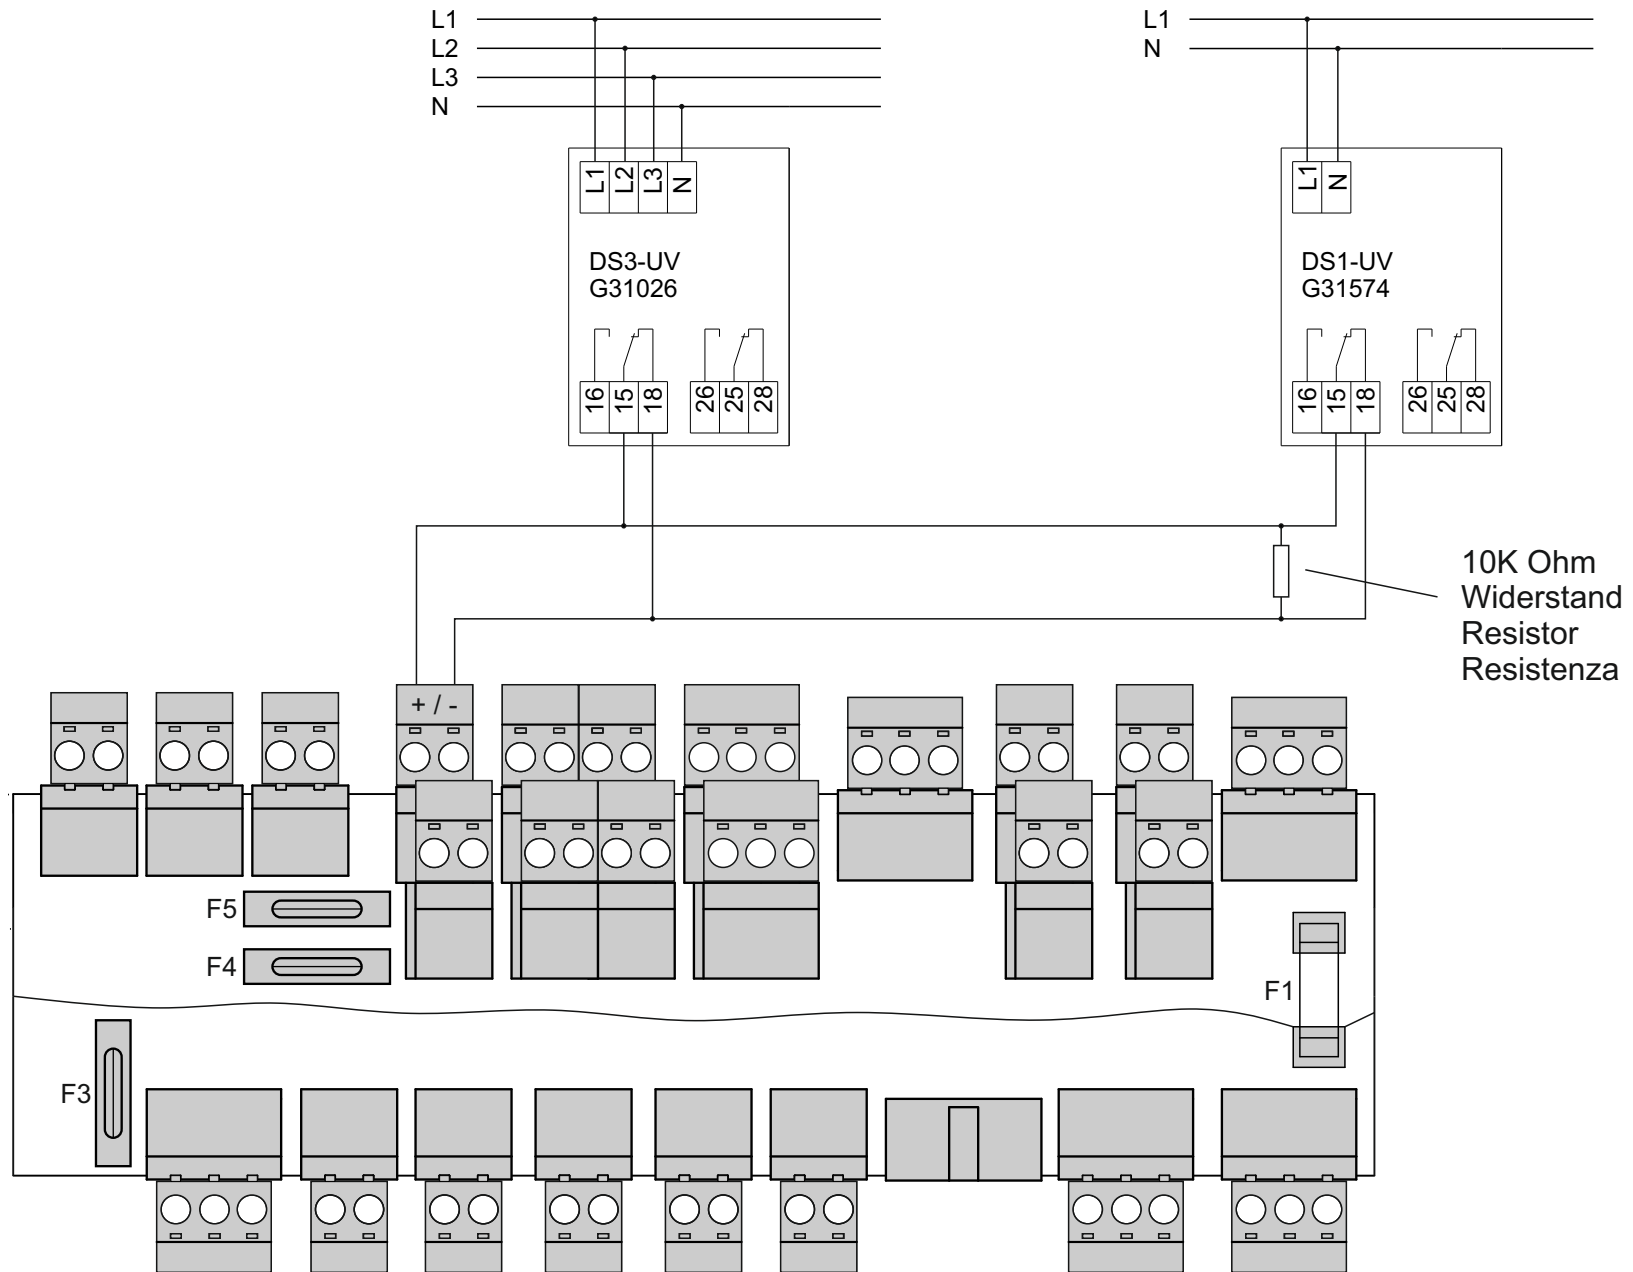 L1
L2
L3
N
L1
N
L1
L2
L3
N
L1
N
DS3-UV
G31026
DS1-UV
G31574
16
15
18
26
25
28
16
15
18
26
25
28
10K Ohm
Widerstand
Resistor
Resistenza
+ / -
F5
F4
F1
F3